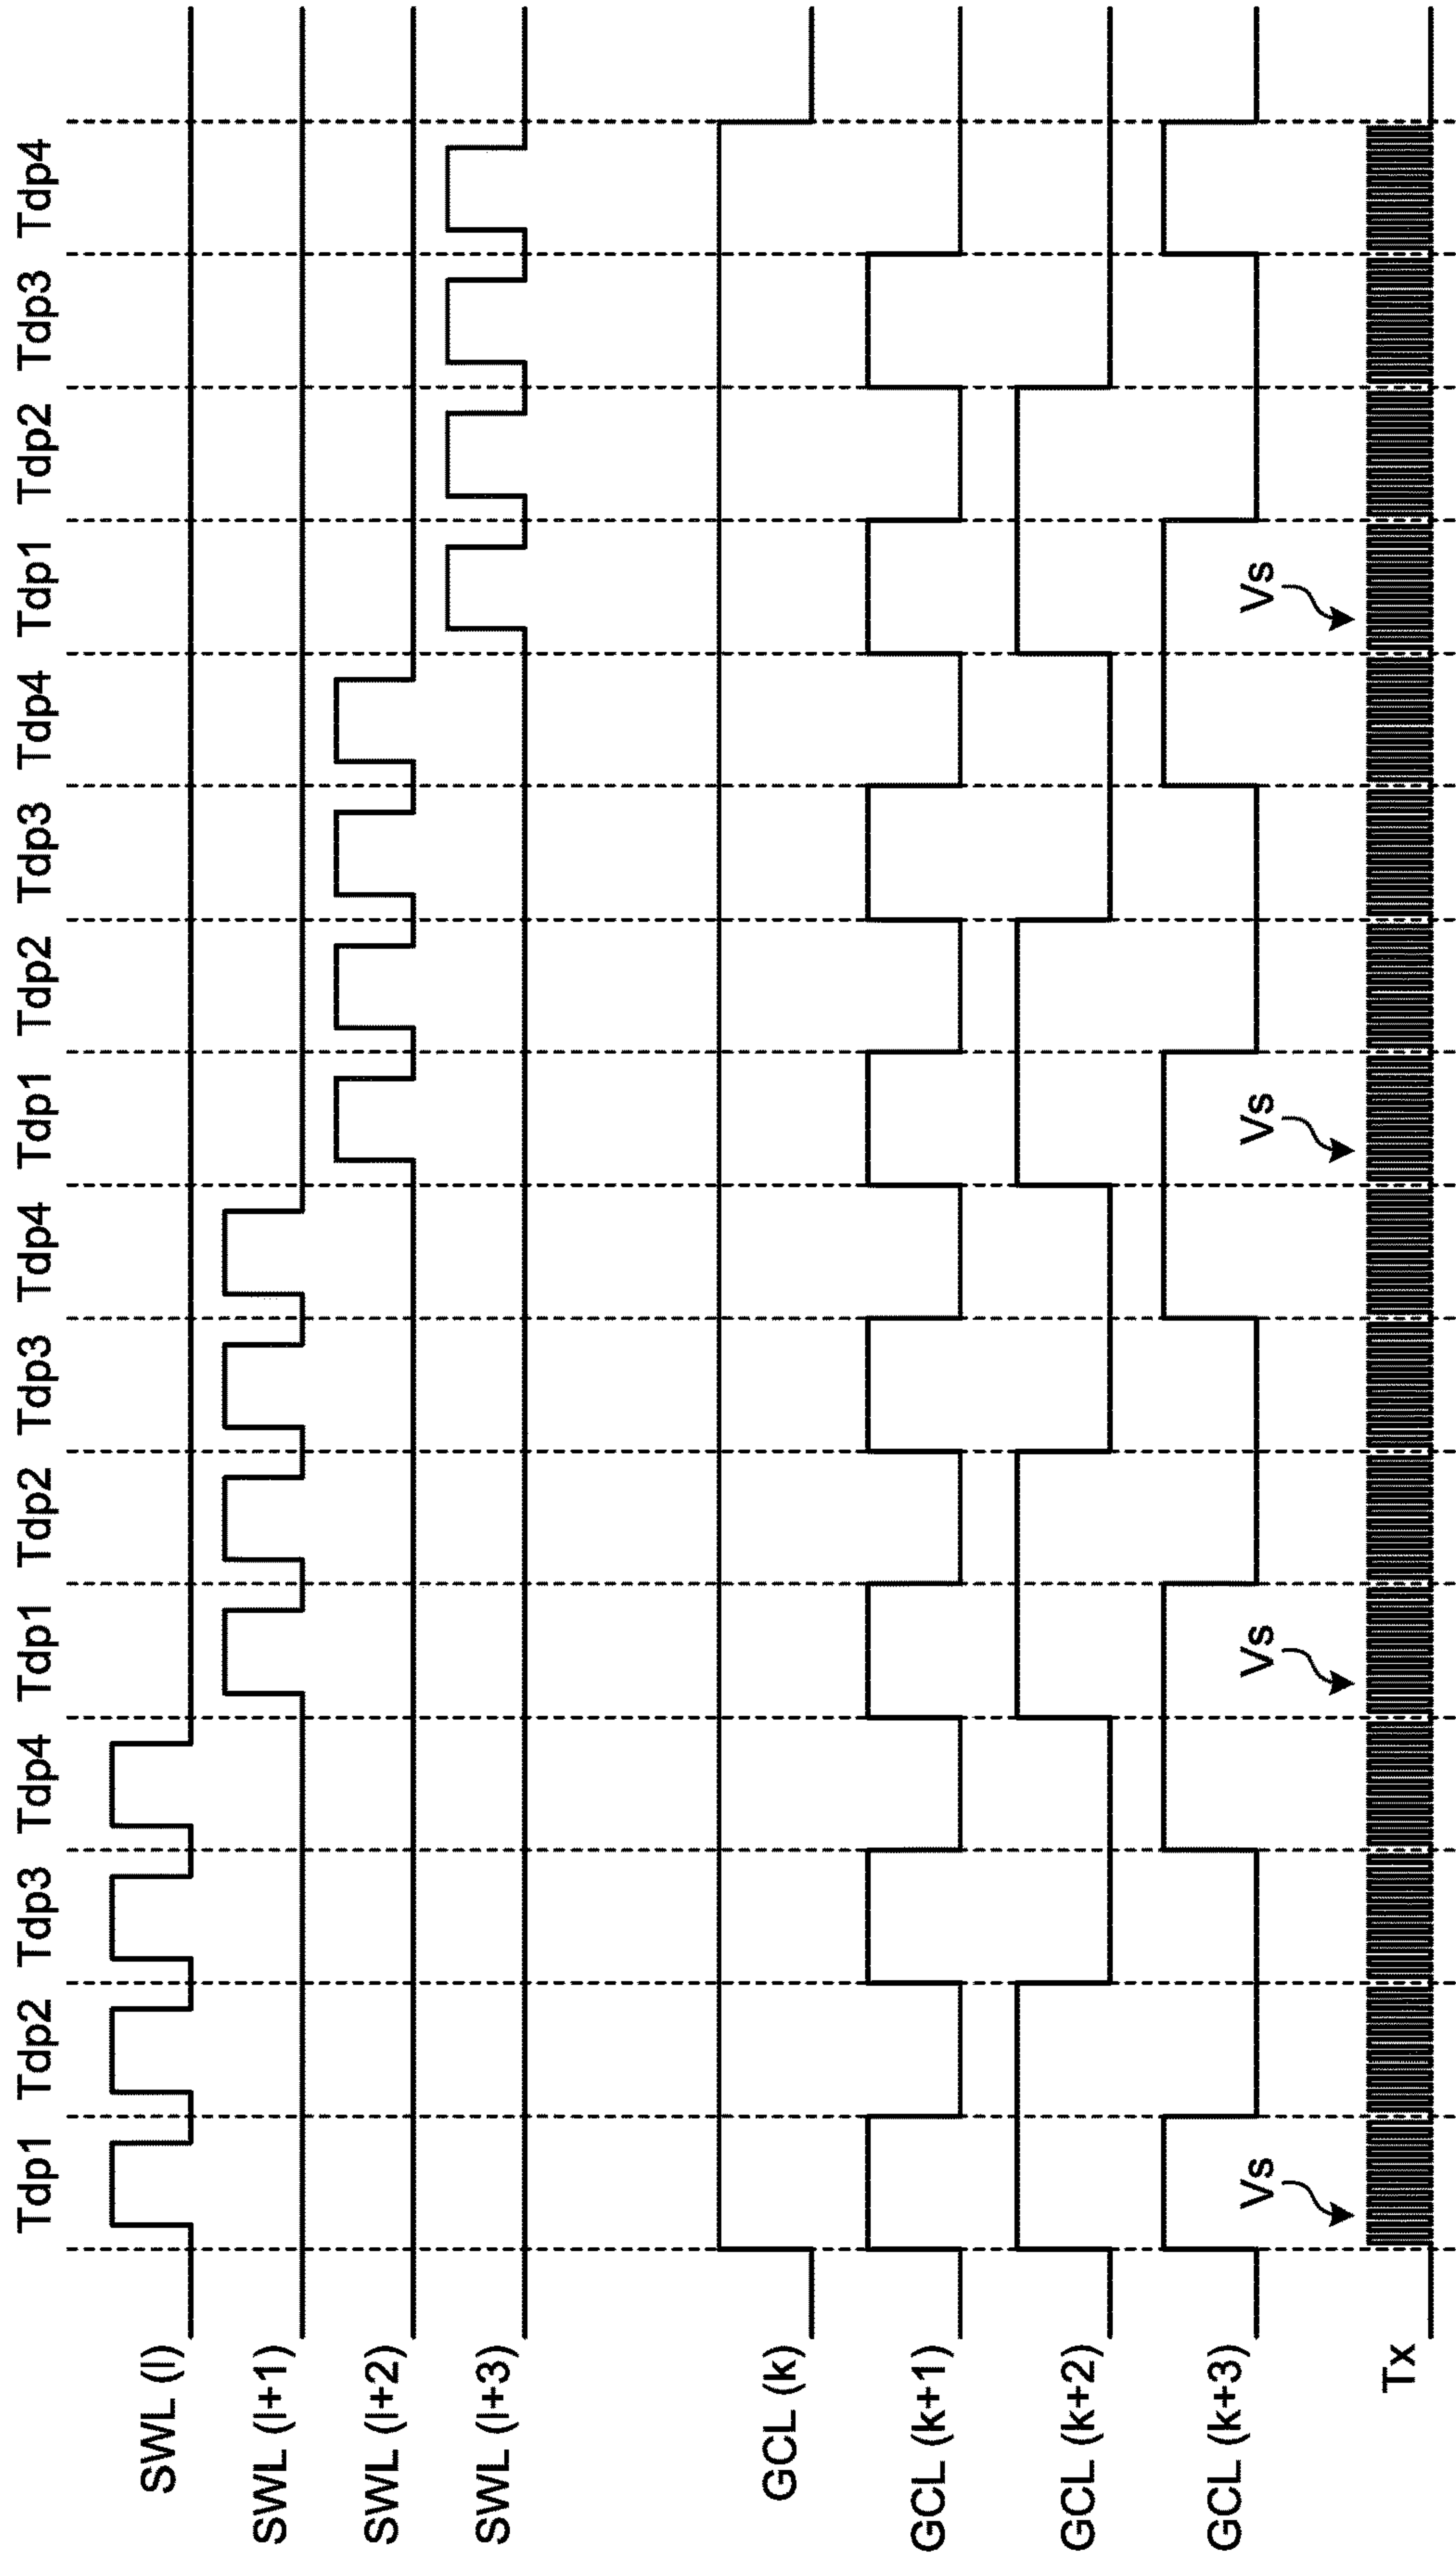 Tdp1 Tdp2 Tdp3 Tdp4 Tdp1 Tdp2 Tdp3 Tdp4 Tdp1 Tdp2 Tdp3 Tdp4 Tdp1 Tdp2 Tdp3 Tdp4
SWL (l)
SWL (l+1)
SWL (l+2)
SWL (l+3)
GCL (k)
GCL (k+1)
GCL (k+2)
GCL (k+3)
Vs Vs Vs Vs
Tx